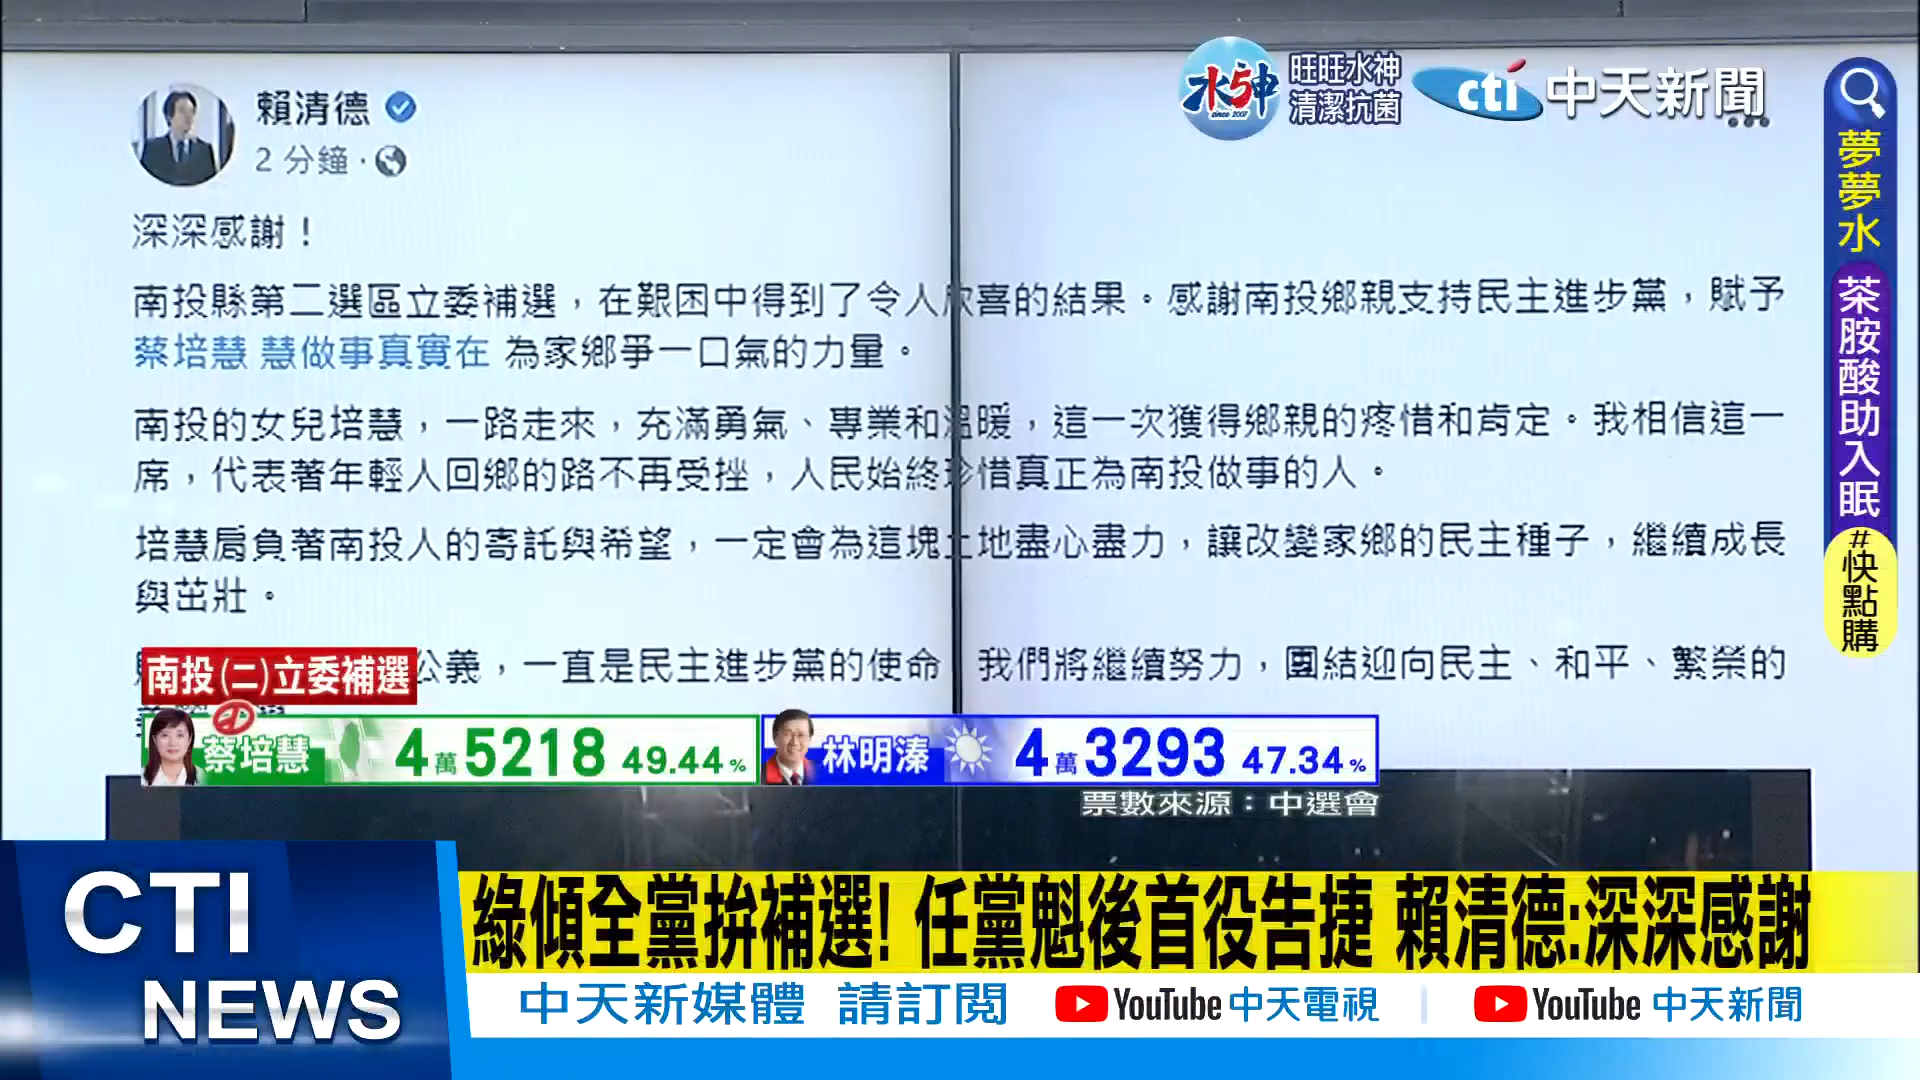 賴清德
2 分鐘
深深感謝！
南投縣第二選區立委補選，在艱困中得到了令人欣喜的結果。感謝南投鄉親支持民主進步黨，賦予
蔡培慧 慧做事真實在 為家鄉爭一口氣的力量。
南投的女兒培慧，一路走來，充滿勇氣、專業和溫暖，這一次獲得鄉親的疼惜和肯定。我相信這一
席，代表著年輕人回鄉的路不再受挫，人民始終珍惜真正為南投做事的人。
培慧肩負著南投人的寄託與希望，一定會為這塊土地盡心盡力，讓改變家鄉的民主種子，繼續成長
與茁壯。
公義，一直是民主進步黨的使命 我們將繼續努力，團結迎向民主、和平、繁榮的
水神
since 2007
旺旺水神
清潔抗菌
cti 中天新聞
夢夢水
茶胺酸助入眠
#快點購
南投(二)立委補選
蔡培慧 4萬5218 49.44%
林明溱 4萬3293 47.34%
票數來源：中選會
CTI
NEWS
綠傾全黨拚補選! 任黨魁後首役告捷 賴清德:深深感謝
中天新媒體 請訂閱 YouTube 中天電視 YouTube 中天新聞